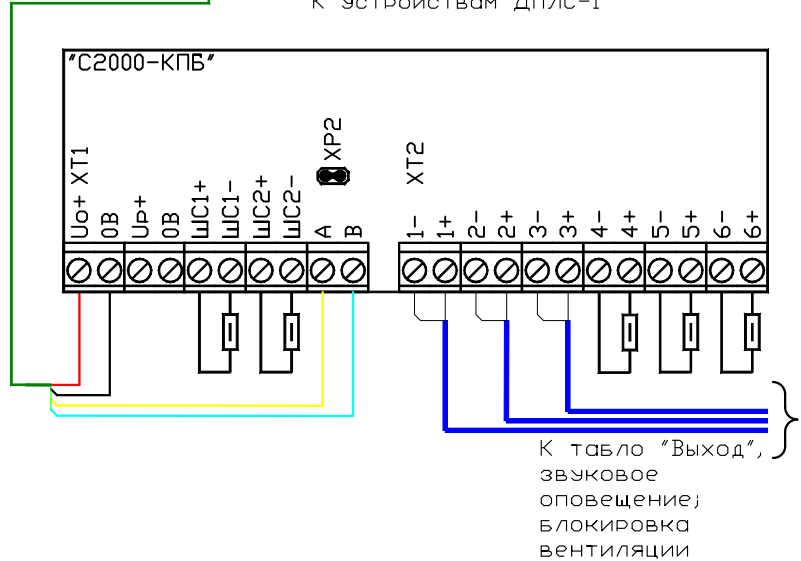 К устройствам ДПЛС-1
"С2000-КПБ"
XP2
XT1
XT2
Uо+
0В
Uр+
0В
ШС1+
ШС1-
ШС2+
ШС2-
A
B
1-
1+
2-
2+
3-
3+
4-
4+
5-
5+
6-
6+
К табло "Выход",
звуковое
оповещение;
блокировка
вентиляции